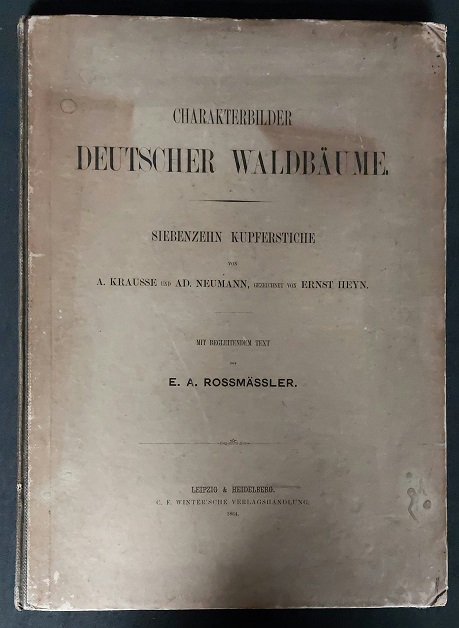 CHARAKTERBILDER
DEUTSCHER WALDBÄUME.
SIEBENZEHN KUPFERSTICHE
VON
A. KRAUSSE UND AD. NEUMANN, GEZEICHNET VON ERNST HEYN.
MIT BEGLEITENDEM TEXT
VON
E. A. ROSSMÄSSLER.
LEIPZIG & HEIDELBERG.
C. F. WINTER'SCHE VERLAGSHANDLUNG.